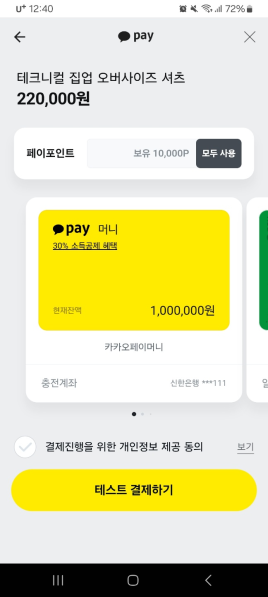 U+ 12:40 72%
pay
테크니컬 집업 오버사이즈 셔츠
220,000원
페이포인트 보유 10,000P 모두 사용
pay 머니
30% 소득공제 혜택
현재잔액 1,000,000원
카카오페이머니
충전계좌 신한은행 ***111
결제진행을 위한 개인정보 제공 동의 보기
테스트 결제하기